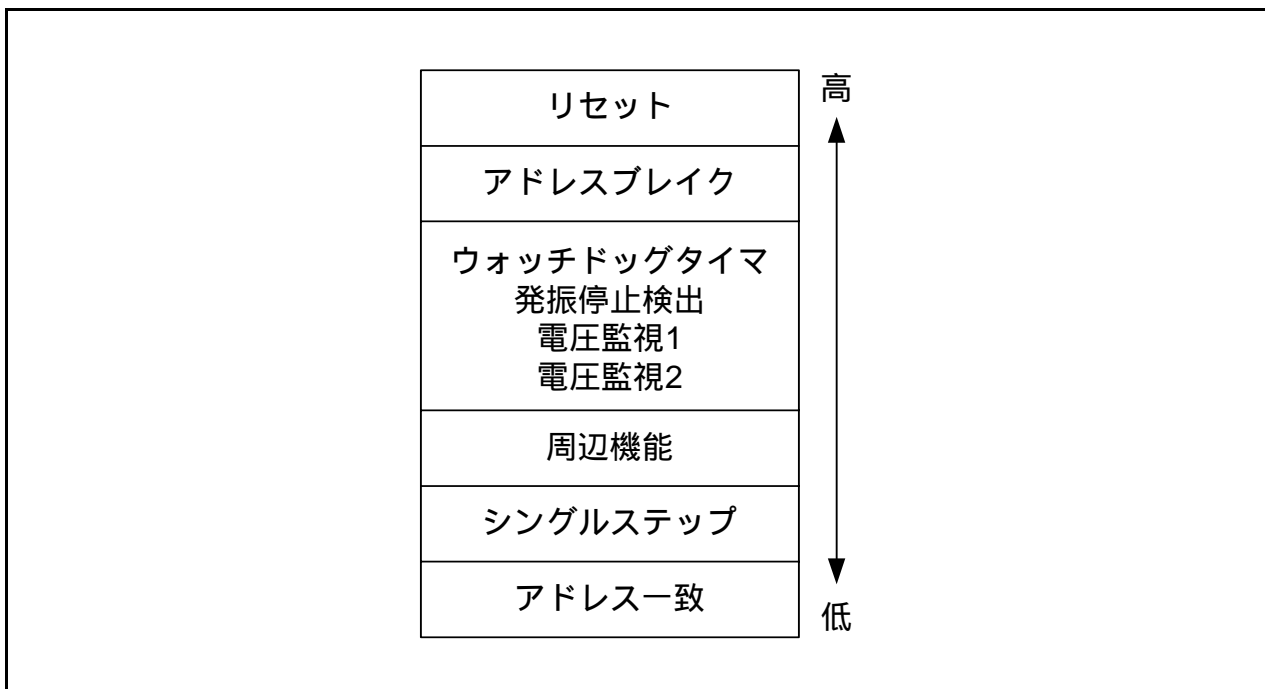 リセット
高
アドレスブレイク
ウォッチドッグタイマ
発振停止検出
電圧監視1
電圧監視2
周辺機能
シングルステップ
アドレス一致
低